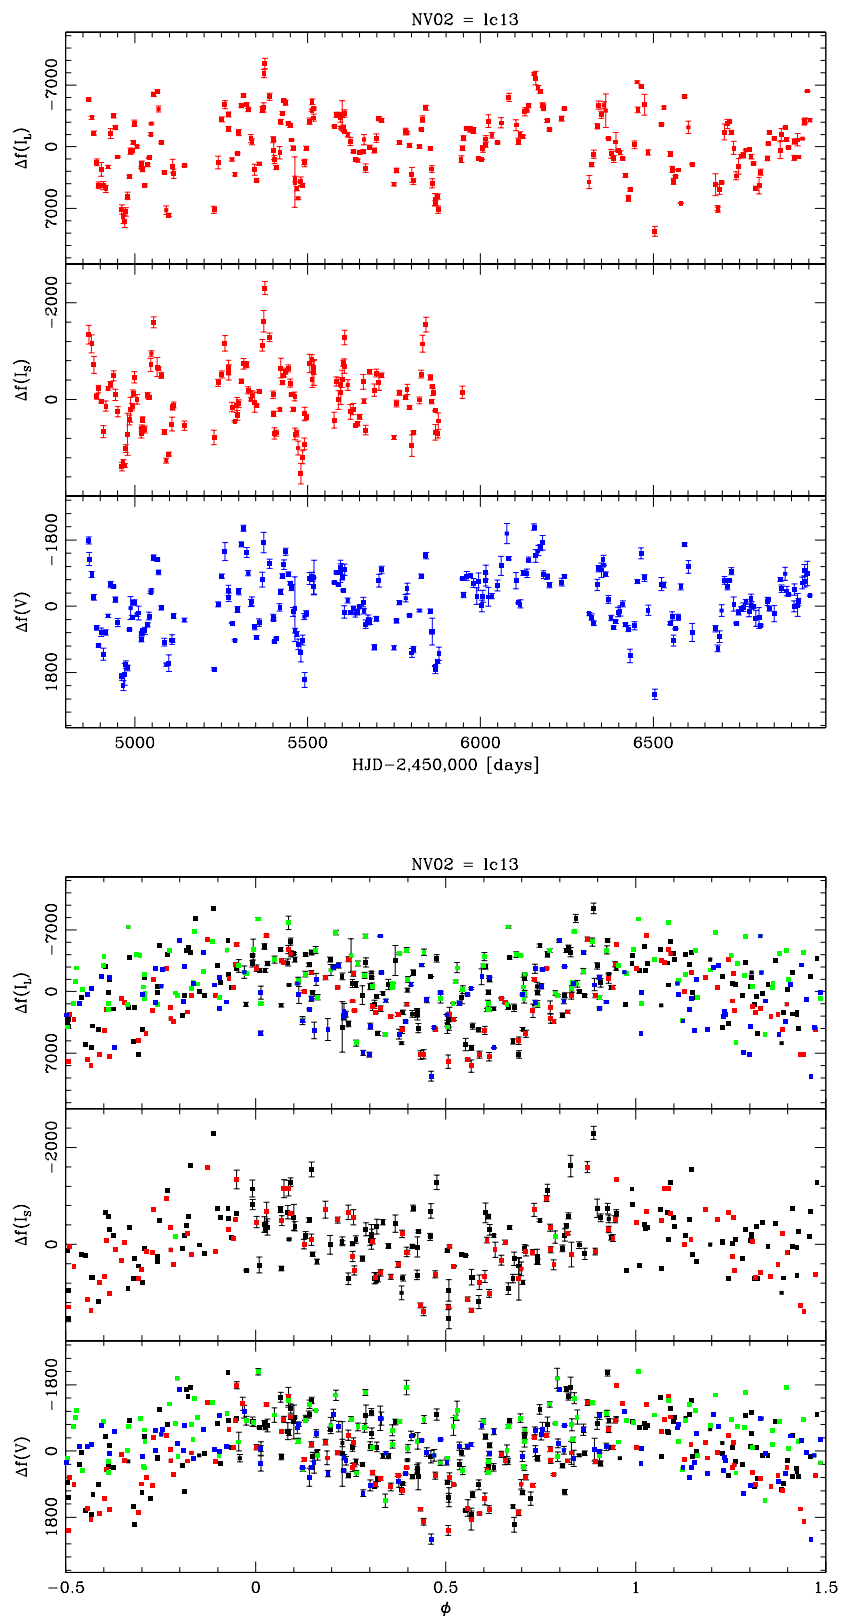 NV02 = lc13
Δf(I_L)
-7000
0
7000
Δf(I_S)
-2000
0
Δf(V)
-1800
0
1800
5000 5500 6000 6500
HJD-2,450,000 [days]
NV02 = lc13
Δf(I_L)
-7000
0
7000
Δf(I_S)
-2000
0
Δf(V)
-1800
0
1800
-0.5 0 0.5 1 1.5
ϕ